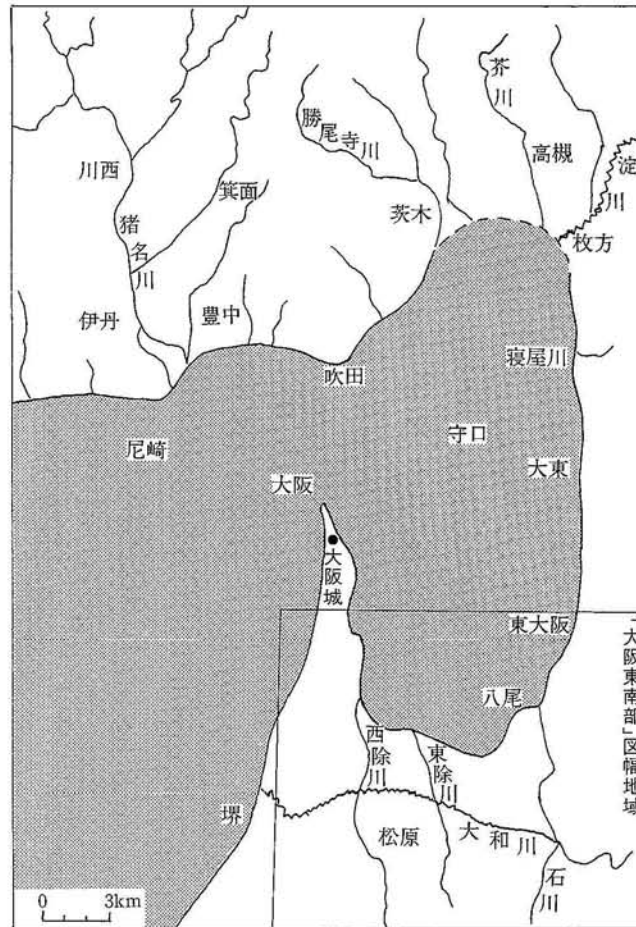 芥川
勝尾寺川
高槻
淀川
川西
箕面
茨木
枚方
猪名川
伊丹
豊中
吹田
寝屋川
尼崎
守口
大阪
大東
大阪城
東大阪
「大阪東南部」図幅地域
八尾
西除川
東除川
堺
松原
大和川
石川
0 3km